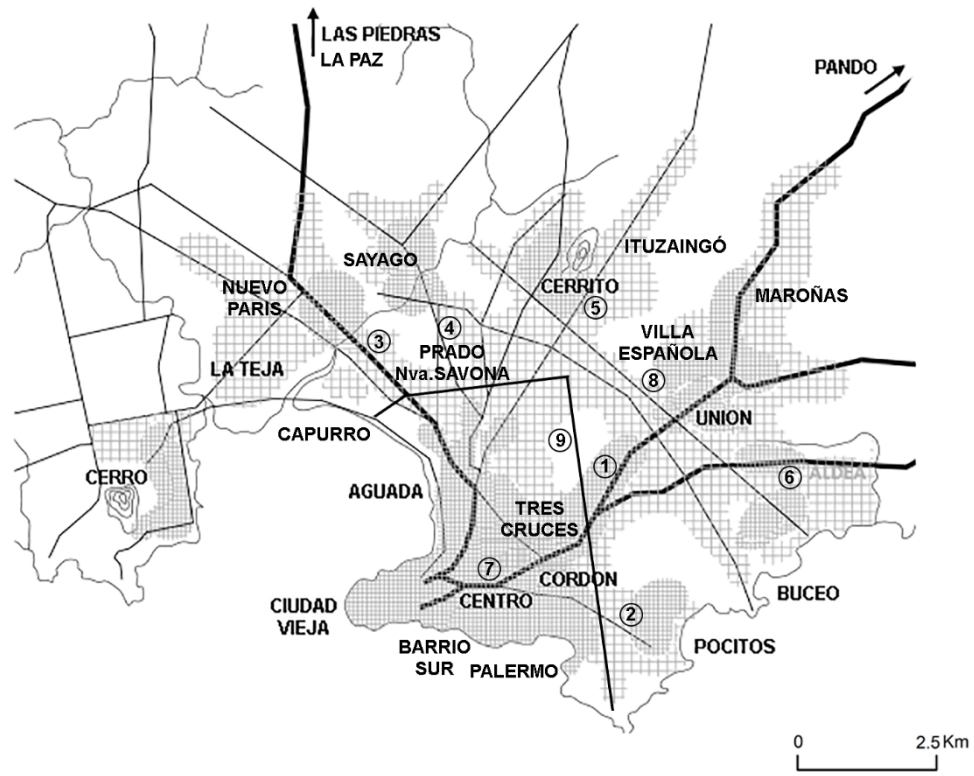 LAS PIEDRAS
LA PAZ
PANDO
SAYAGO
ITUZAINGÓ
NUEVO
PARIS
CERRITO
MAROÑAS
⑤
④
VILLA
ESPAÑOLA
③
PRADO
Nva.SAVONA
LA TEJA
⑧
UNION
CAPURRO
⑨
①
CERRO
⑥
ALDEA
AGUADA
TRES
CRUCES
⑦
CORDON
CENTRO
BUCEO
CIUDAD
VIEJA
②
BARRIO
SUR
POCITOS
PALERMO
0 2.5 Km